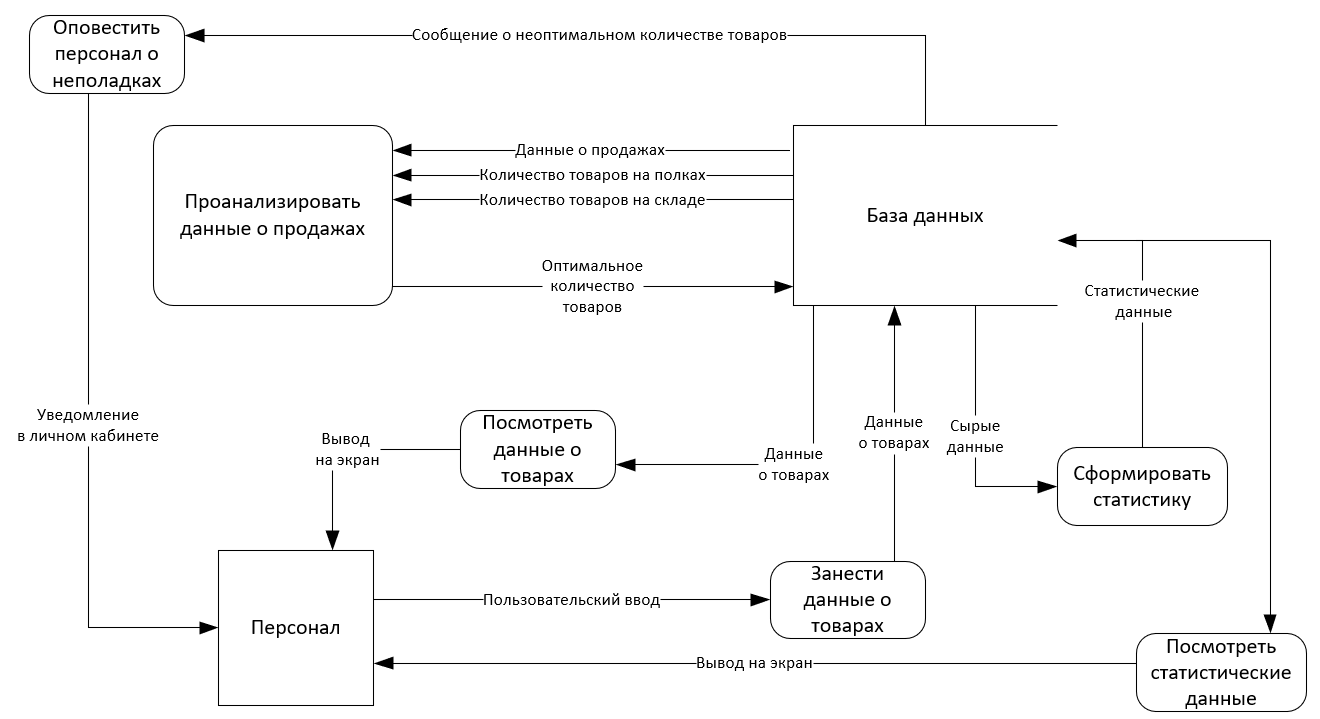 Оповестить
персонал о
неполадках
Сообщение о неоптимальном количестве товаров
Проанализировать
данные о продажах
Данные о продажах
Количество товаров на полках
Количество товаров на складе
База данных
Оптимальное
количество
товаров
Статистические
данные
Уведомление
в личном кабинете
Вывод
на экран
Посмотреть
данные о
товарах
Данные
о товарах
Данные
о товарах
Сырые
данные
Сформировать
статистику
Персонал
Пользовательский ввод
Занести
данные о
товарах
Вывод на экран
Посмотреть
статистические
данные